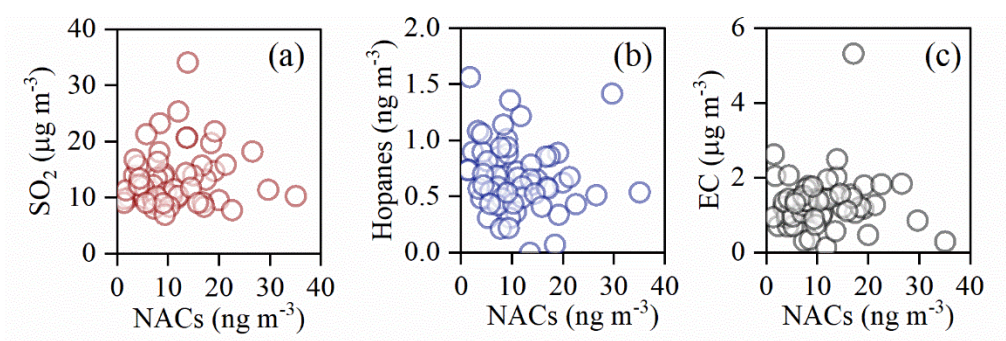 (a)
SO₂ (μg m⁻³)
40
30
20
10
0
0 10 20 30 40
NACs (ng m⁻³)
(b)
Hopanes (ng m⁻³)
2.0
1.5
1.0
0.5
0.0
0 10 20 30 40
NACs (ng m⁻³)
(c)
EC (μg m⁻³)
6
4
2
0
0 10 20 30 40
NACs (ng m⁻³)